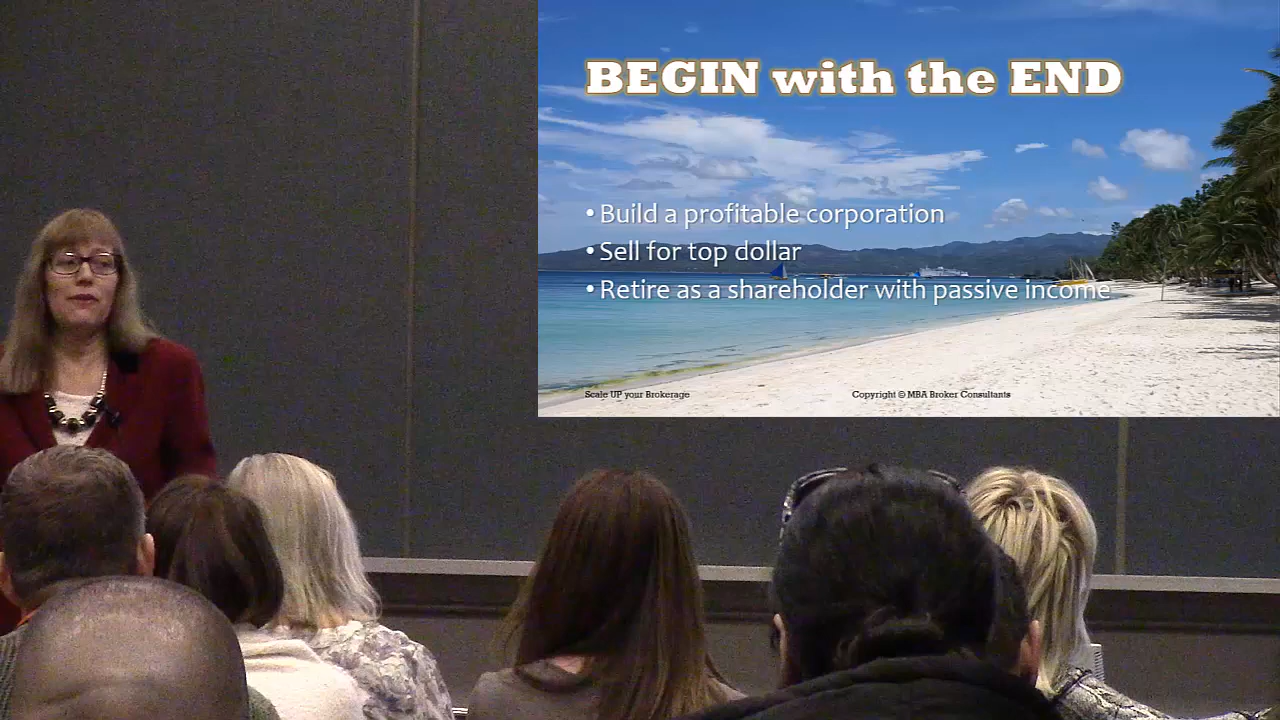 BEGIN with the END
• Build a profitable corporation
• Sell for top dollar
• Retire as a shareholder with passive income
Scale UP your Brokerage
Copyright © MBA Broker Consultants